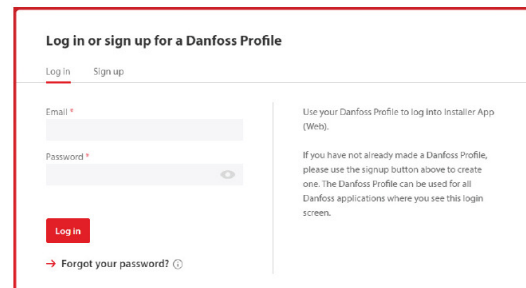 Log in or sign up for a Danfoss Profile
Log in Sign up
Email *
Password *
Log in
→ Forgot your password?
Use your Danfoss Profile to log into Installer App
(Web).
If you have not already made a Danfoss Profile,
please use the signup button above to create
one. The Danfoss Profile can be used for all
Danfoss applications where you see this login
screen.